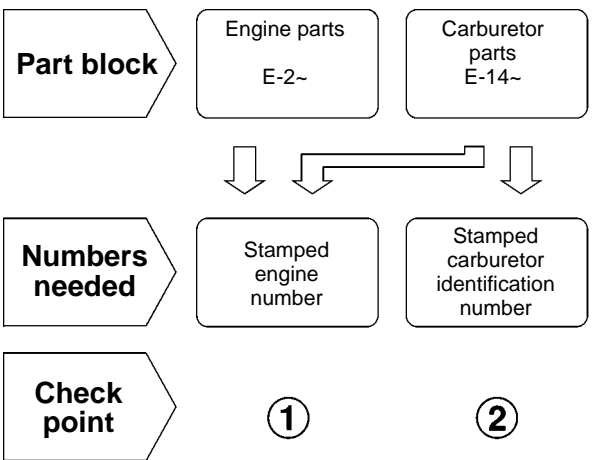 Part block
Engine parts
E-2~
Carburetor
parts
E-14~
Numbers
needed
Stamped
engine
number
Stamped
carburetor
identification
number
Check
point
①
②